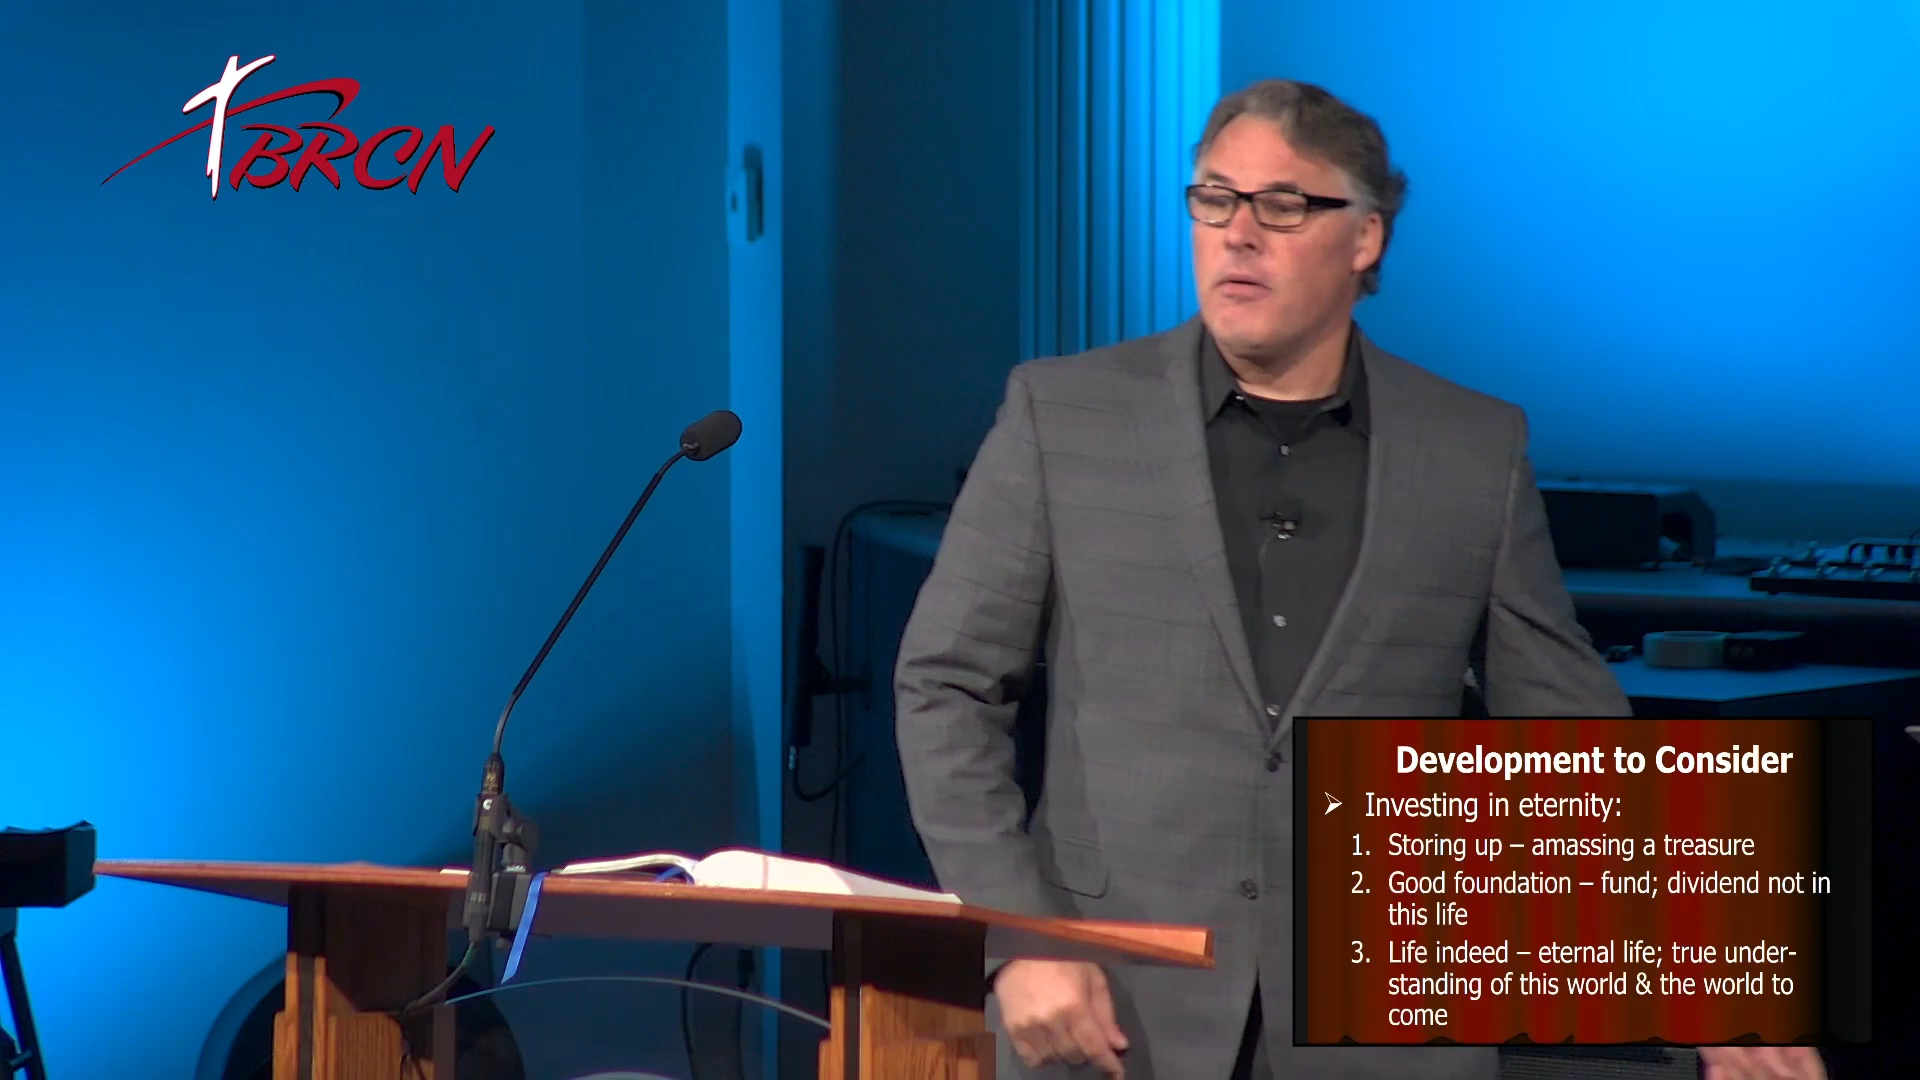 BRCN
Development to Consider
➢ Investing in eternity:
1. Storing up – amassing a treasure
2. Good foundation – fund; dividend not in
this life
3. Life indeed – eternal life; true under-
standing of this world & the world to
come